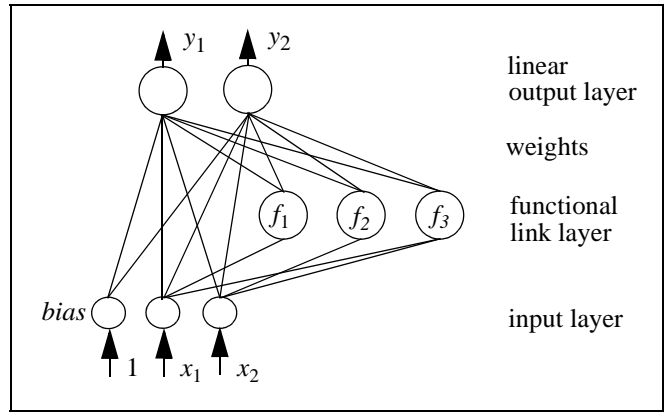 y1 y2
linear
output layer
weights
f1 f2 f3
functional
link layer
bias
input layer
1 x1 x2